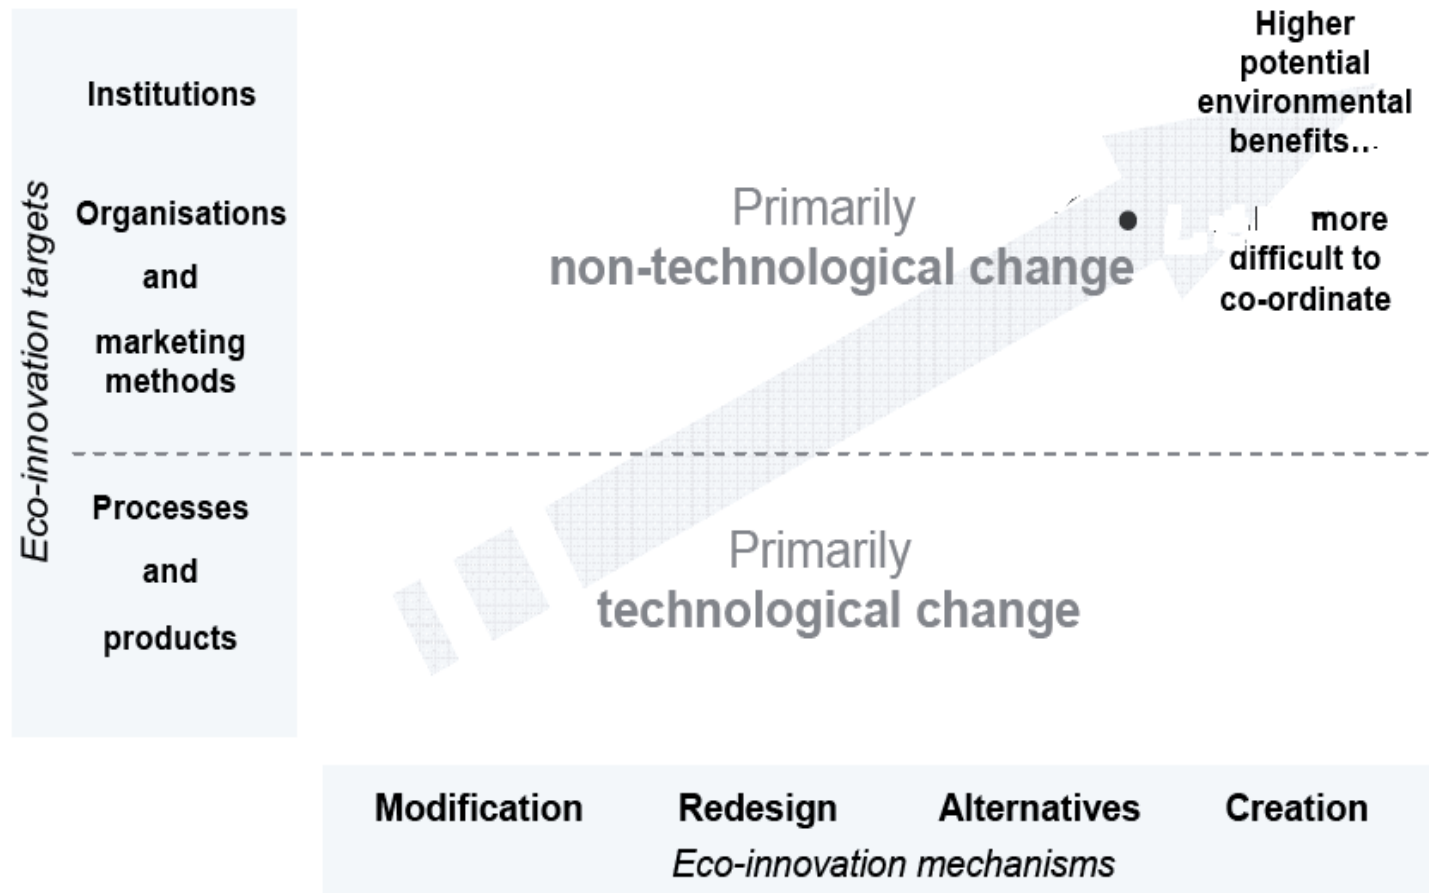 Higher
potential
environmental
benefits...
more
difficult to
co-ordinate
Institutions
Organisations
and
marketing
methods
Processes
and
products
Eco-innovation targets
Primarily
non-technological change
Primarily
technological change
Modification Redesign Alternatives Creation
Eco-innovation mechanisms